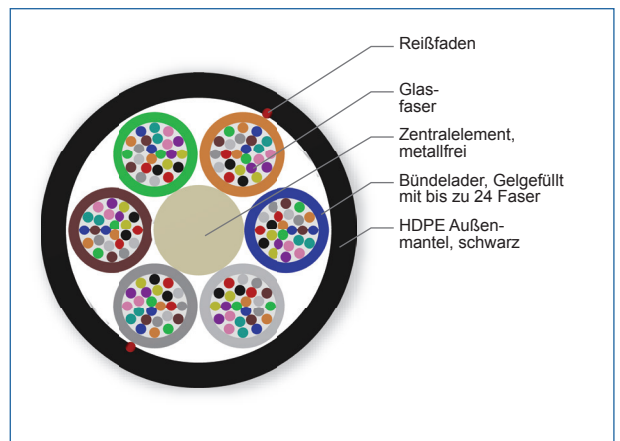 Reißfaden
Glas-
faser
Zentralelement,
metallfrei
Bündelader, Gelgefüllt
mit bis zu 24 Faser
HDPE Außen-
mantel, schwarz